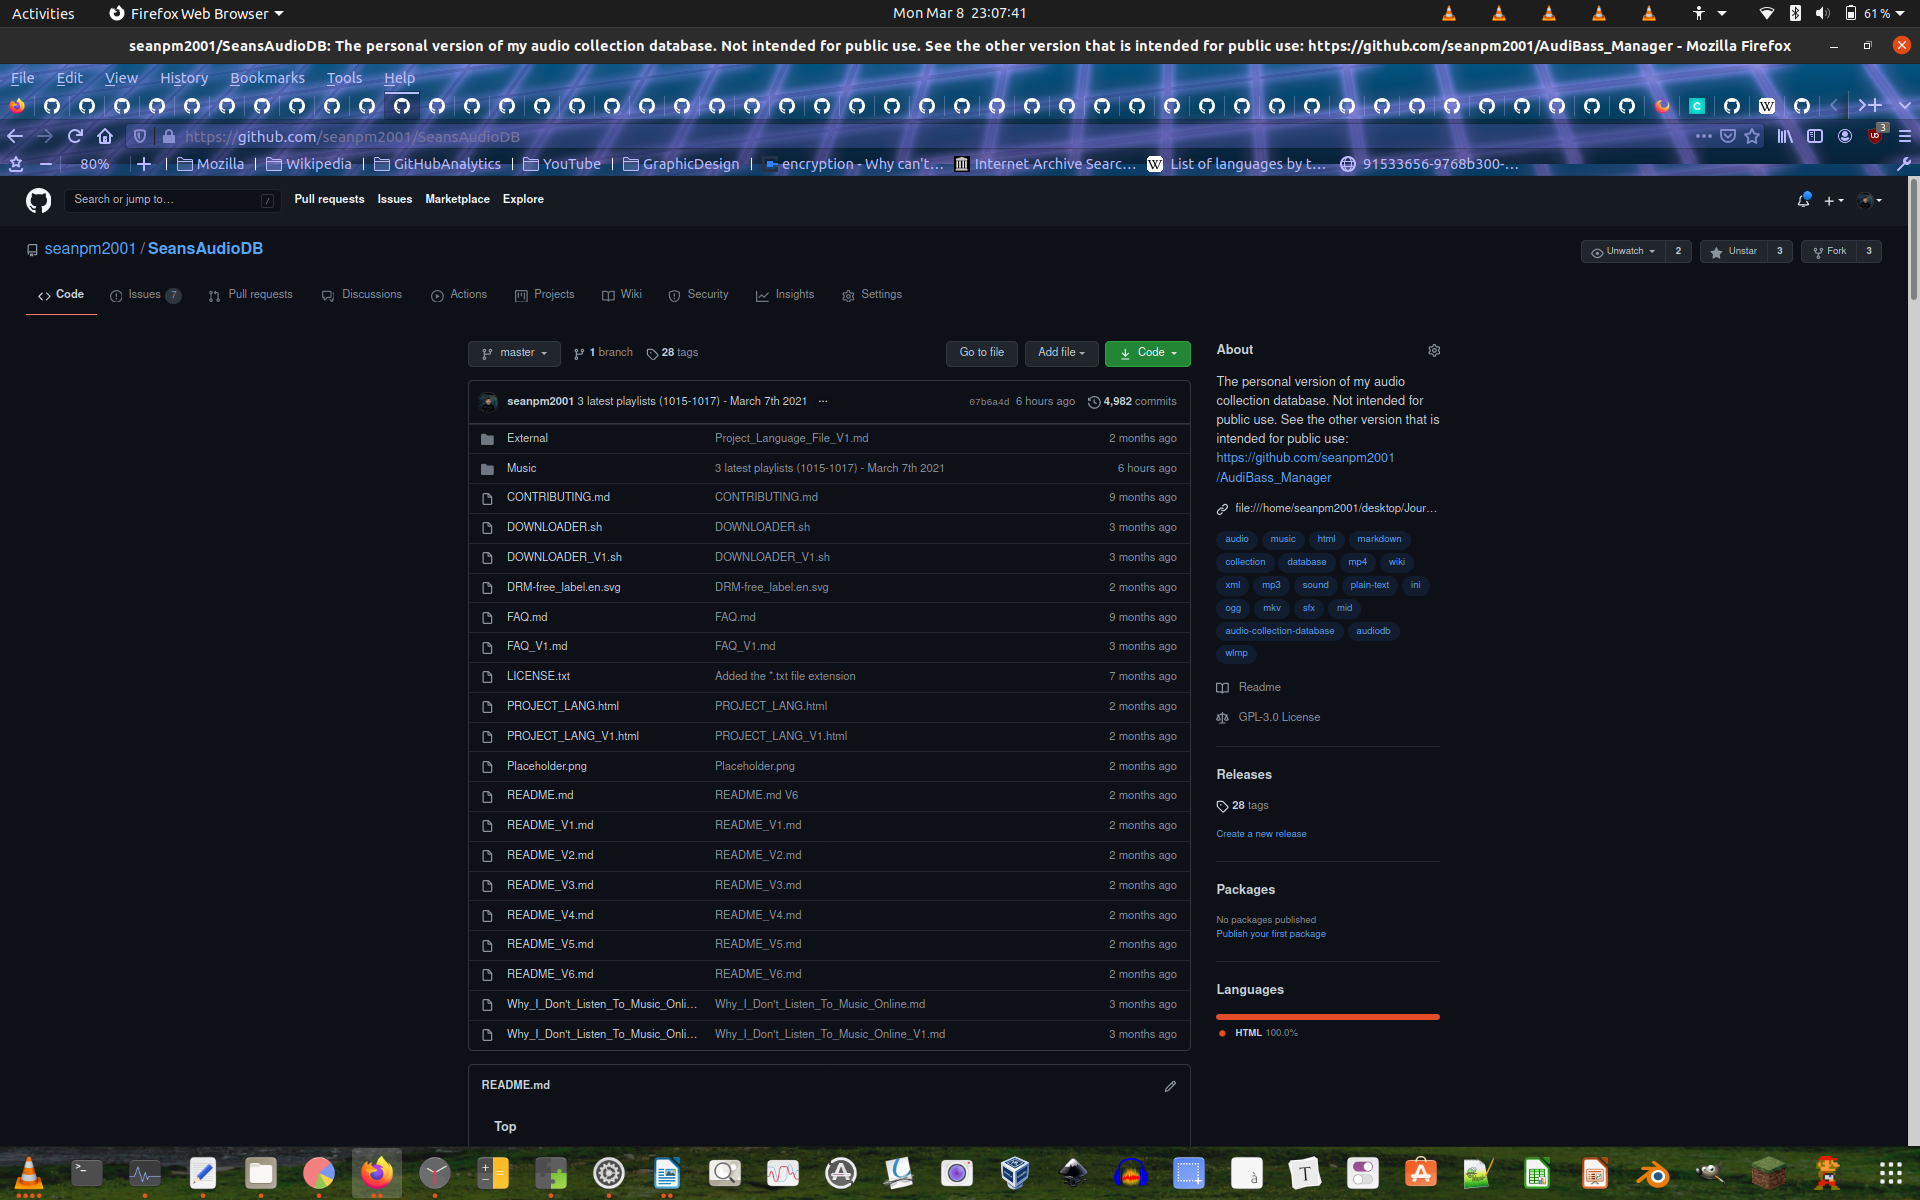 Activities
Firefox Web Browser
Mon Mar 8 23:07:41
61 %
seanpm2001/SeansAudioDB: The personal version of my audio collection database. Not intended for public use. See the other version that is intended for public use: https://github.com/seanpm2001/AudiBass_Manager - Mozilla Firefox
File Edit View History Bookmarks Tools Help
https://github.com/seanpm2001/SeansAudioDB
3
80%
Mozilla
Wikipedia
GitHubAnalytics
YouTube
GraphicDesign
encryption - Why can't...
Internet Archive Searc...
List of languages by t...
91533656-9768b300-...
Search or jump to...
/
Pull requests Issues Marketplace Explore
seanpm2001 / SeansAudioDB
Unwatch 2
Unstar 3
Fork 3
Code
Issues 7
Pull requests
Discussions
Actions
Projects
Wiki
Security
Insights
Settings
master
1 branch
28 tags
Go to file
Add file
Code
seanpm2001 3 latest playlists (1015-1017) - March 7th 2021 ...
07b6a4d 6 hours ago 4,982 commits
External Project_Language_File_V1.md 2 months ago
Music 3 latest playlists (1015-1017) - March 7th 2021 6 hours ago
CONTRIBUTING.md CONTRIBUTING.md 9 months ago
DOWNLOADER.sh DOWNLOADER.sh 3 months ago
DOWNLOADER_V1.sh DOWNLOADER_V1.sh 3 months ago
DRM-free_label.en.svg DRM-free_label.en.svg 2 months ago
FAQ.md FAQ.md 9 months ago
FAQ_V1.md FAQ_V1.md 3 months ago
LICENSE.txt Added the *.txt file extension 7 months ago
PROJECT_LANG.html PROJECT_LANG.html 2 months ago
PROJECT_LANG_V1.html PROJECT_LANG_V1.html 2 months ago
Placeholder.png Placeholder.png 2 months ago
README.md README.md V6 2 months ago
README_V1.md README_V1.md 2 months ago
README_V2.md README_V2.md 2 months ago
README_V3.md README_V3.md 2 months ago
README_V4.md README_V4.md 2 months ago
README_V5.md README_V5.md 2 months ago
README_V6.md README_V6.md 2 months ago
Why_I_Don't_Listen_To_Music_Onli... Why_I_Don't_Listen_To_Music_Online.md 3 months ago
Why_I_Don't_Listen_To_Music_Onli... Why_I_Don't_Listen_To_Music_Online_V1.md 3 months ago
README.md
Top
About
The personal version of my audio
collection database. Not intended for
public use. See the other version that is
intended for public use:
https://github.com/seanpm2001
/AudiBass_Manager
file:///home/seanpm2001/desktop/Jour...
audio music html markdown
collection database mp4 wiki
xml mp3 sound plain-text ini
ogg mkv sfx mid
audio-collection-database audiodb
wlmp
Readme
GPL-3.0 License
Releases
28 tags
Create a new release
Packages
No packages published
Publish your first package
Languages
HTML 100.0%